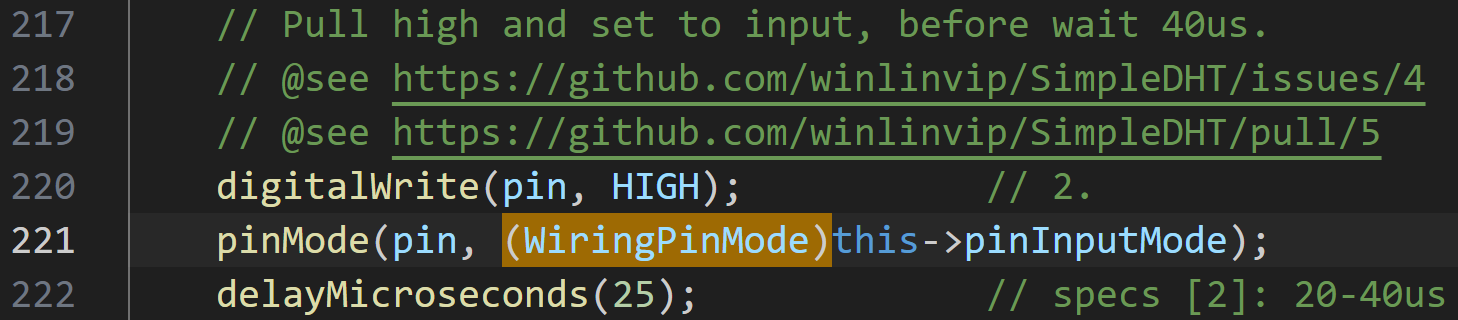 217 // Pull high and set to input, before wait 40us.
218 // @see https://github.com/winlinvip/SimpleDHT/issues/4
219 // @see https://github.com/winlinvip/SimpleDHT/pull/5
220 digitalWrite(pin, HIGH); // 2.
221 pinMode(pin, (WiringPinMode)this->pinInputMode);
222 delayMicroseconds(25); // specs [2]: 20-40us